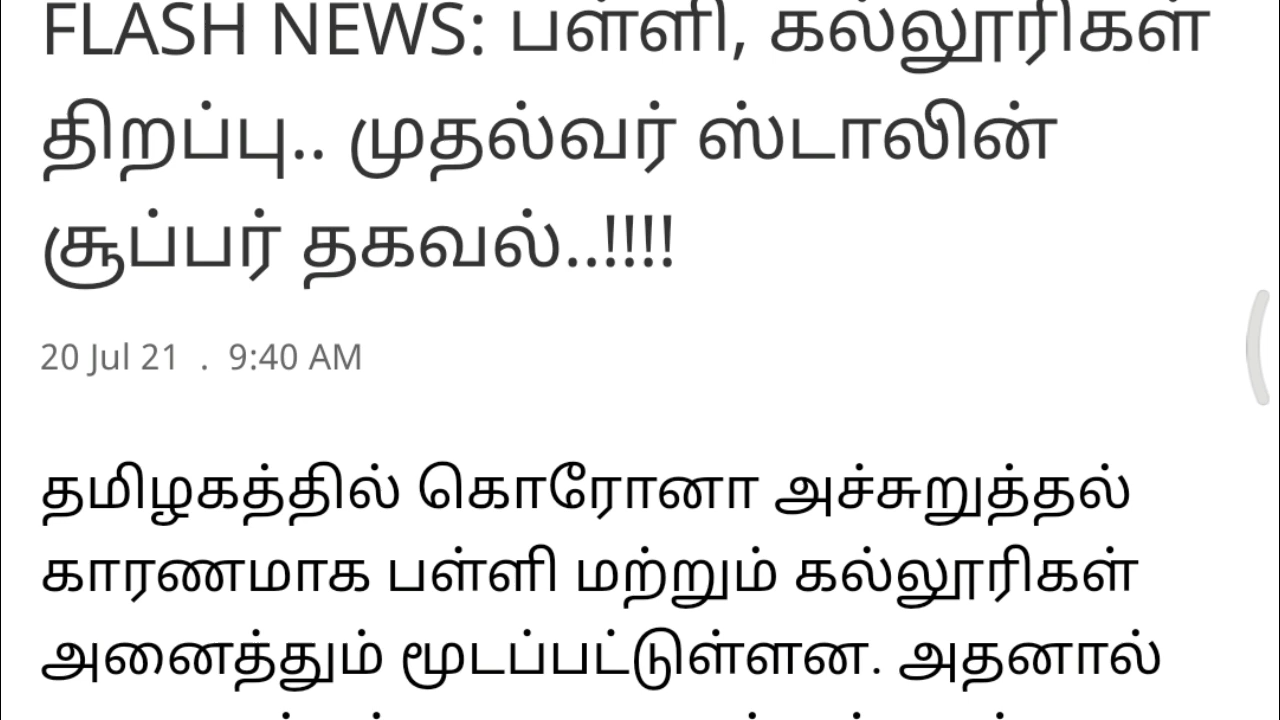 FLASH NEWS: பள்ளி, கல்லூரிகள்
திறப்பு.. முதல்வர் ஸ்டாலின்
சூப்பர் தகவல்..!!!!
20 Jul 21 . 9:40 AM
தமிழகத்தில் கொரோனா அச்சுறுத்தல்
காரணமாக பள்ளி மற்றும் கல்லூரிகள்
அனைத்தும் மூடப்பட்டுள்ளன. அதனால்